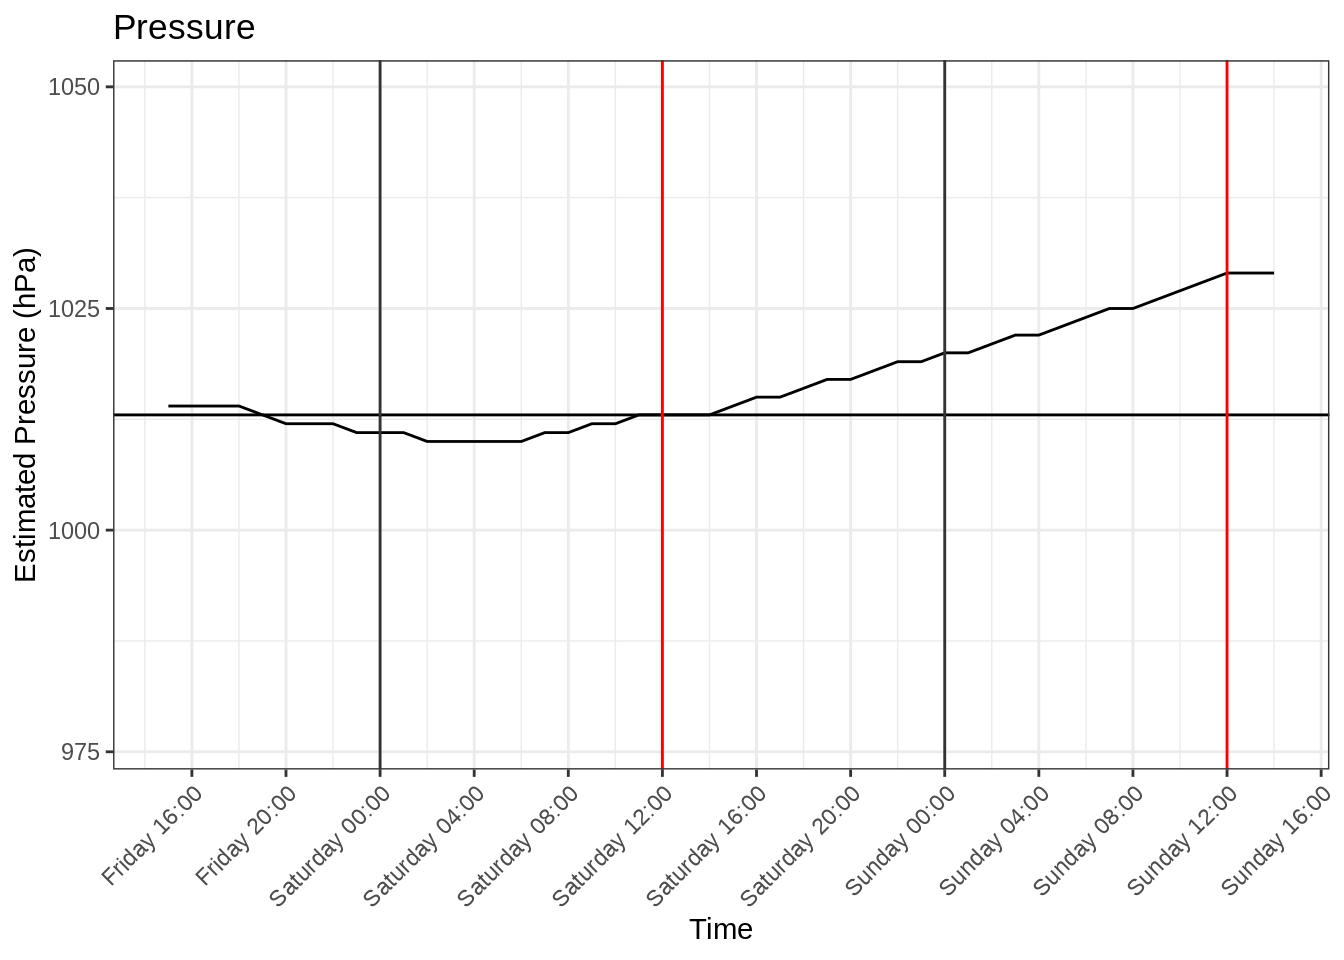 Pressure
Estimated Pressure (hPa)
1050
1025
1000
975
Friday 16:00
Friday 20:00
Saturday 00:00
Saturday 04:00
Saturday 08:00
Saturday 12:00
Saturday 16:00
Saturday 20:00
Sunday 00:00
Sunday 04:00
Sunday 08:00
Sunday 12:00
Sunday 16:00
Time